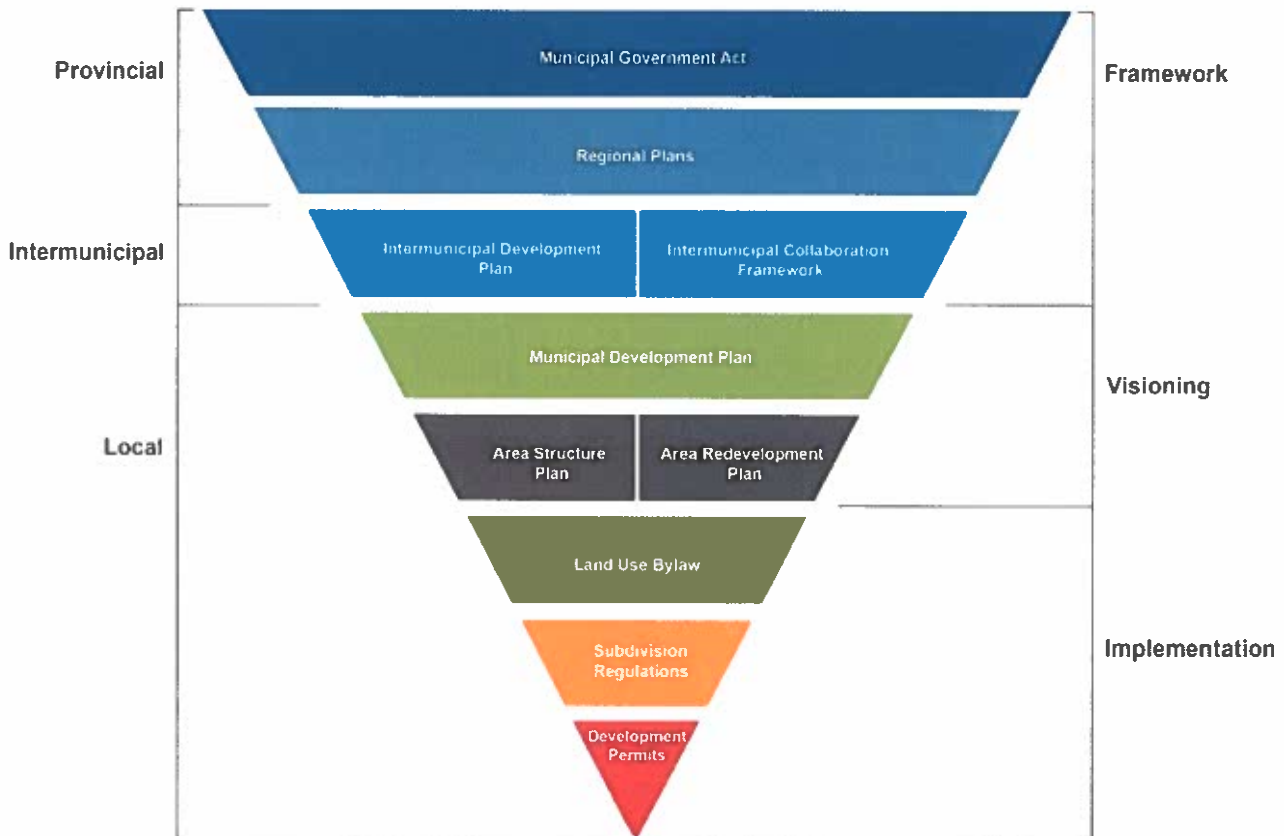 Municipal Government Act
Provincial
Framework
Regional Plans
Intermunicipal
Intermunicipal Development
Plan
Intermunicipal Collaboration
Framework
Municipal Development Plan
Visioning
Local
Area Structure
Plan
Area Redevelopment
Plan
Land Use Bylaw
Subdivision
Regulations
Implementation
Development
Permits